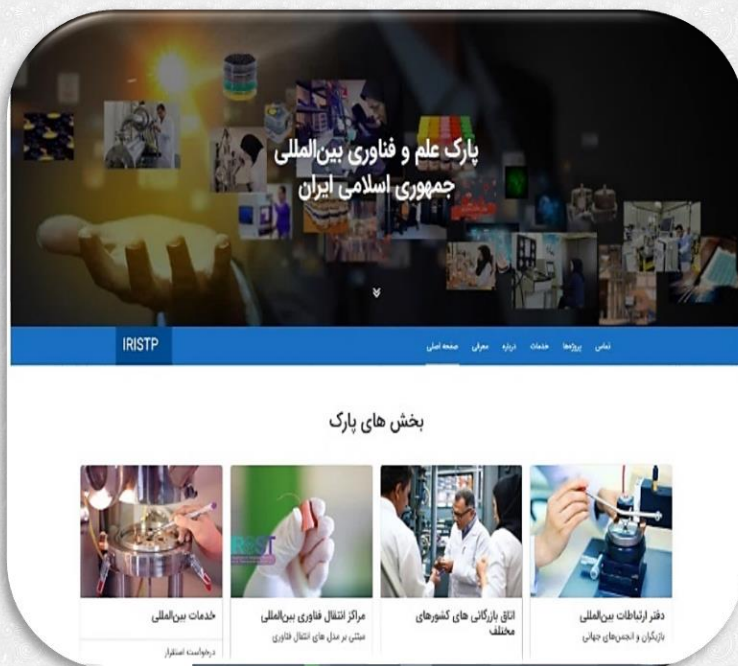 پارک علم و فناوری بین‌المللی
جمهوری اسلامی ایران
صفحه اصلی
معرفی
درباره
خدمات
پروژه‌ها
تماس
IRISTP
بخش های پارک
دفتر ارتباطات بین‌المللی
بازیگران و انجمن‌های جهانی
اتاق بازرگانی های کشورهای
مختلف
مراکز انتقال فناوری بین‌المللی
مبتنی بر مدل های انتقال فناوری
خدمات بین‌المللی
درخواست استقرار